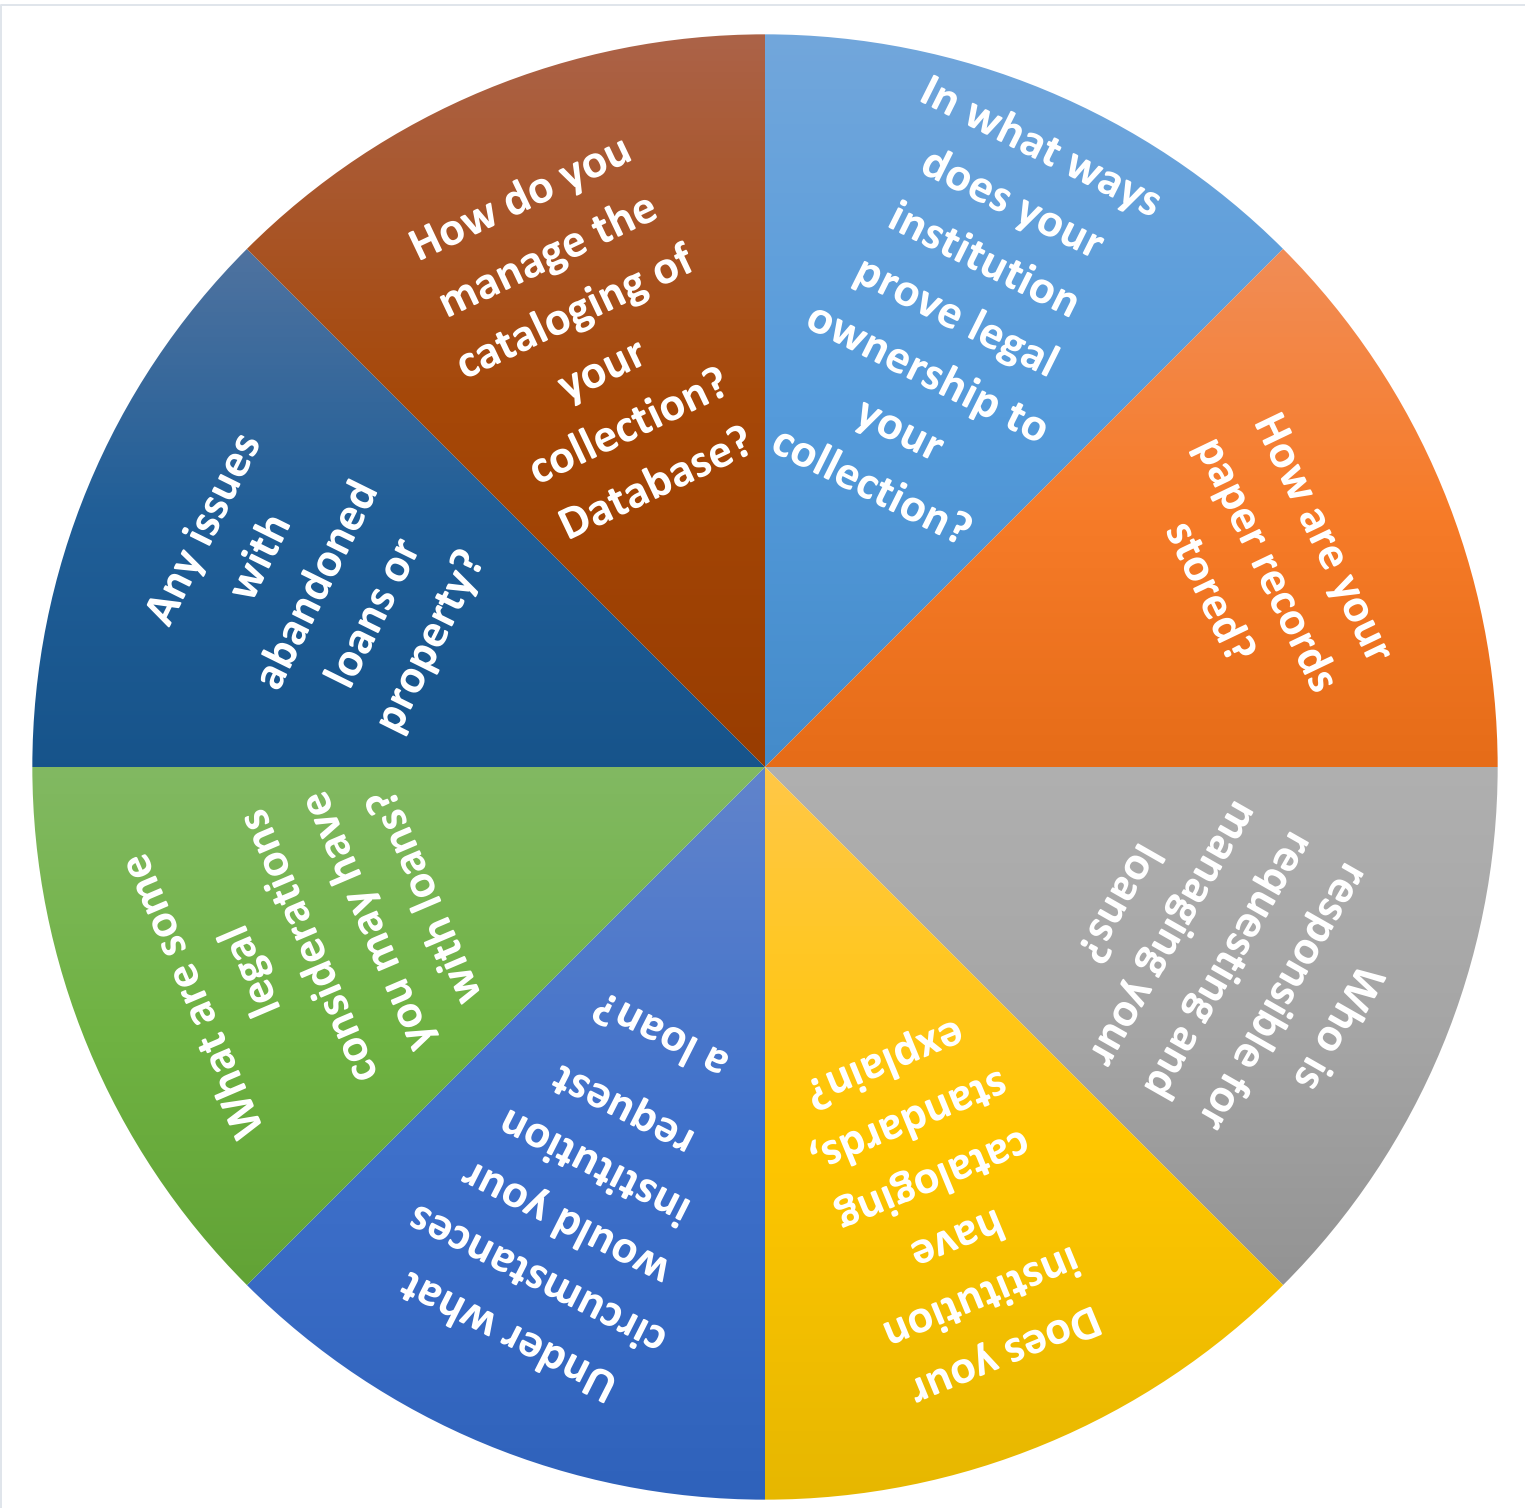 In what ways
does your
institution
prove legal
ownership to
your
collection?
How are your
paper records
stored?
Who is
responsible for
requesting and
managing your
loans?
Does your
institution
have
cataloging
standards,
explain?
Under what
circumstances
would your
institution
request
a loan?
What are some
legal
considerations
you may have
with loans?
Any issues
with
abandoned
loans or
property?
How do you
manage the
cataloging of
your
collection?
Database?